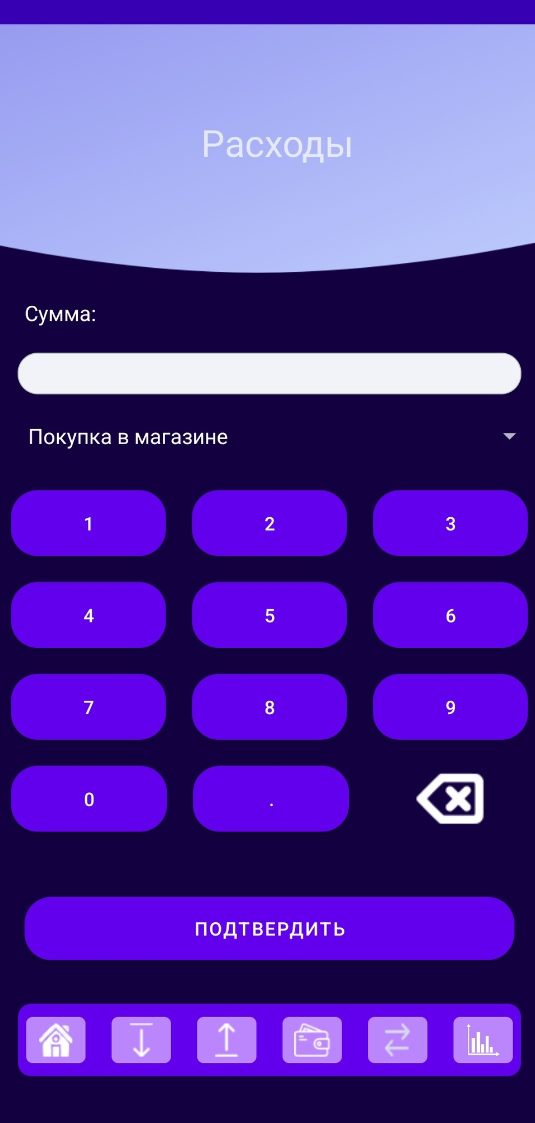 Расходы
Сумма:
Покупка в магазине
1 2 3
4 5 6
7 8 9
0 .
ПОДТВЕРДИТЬ